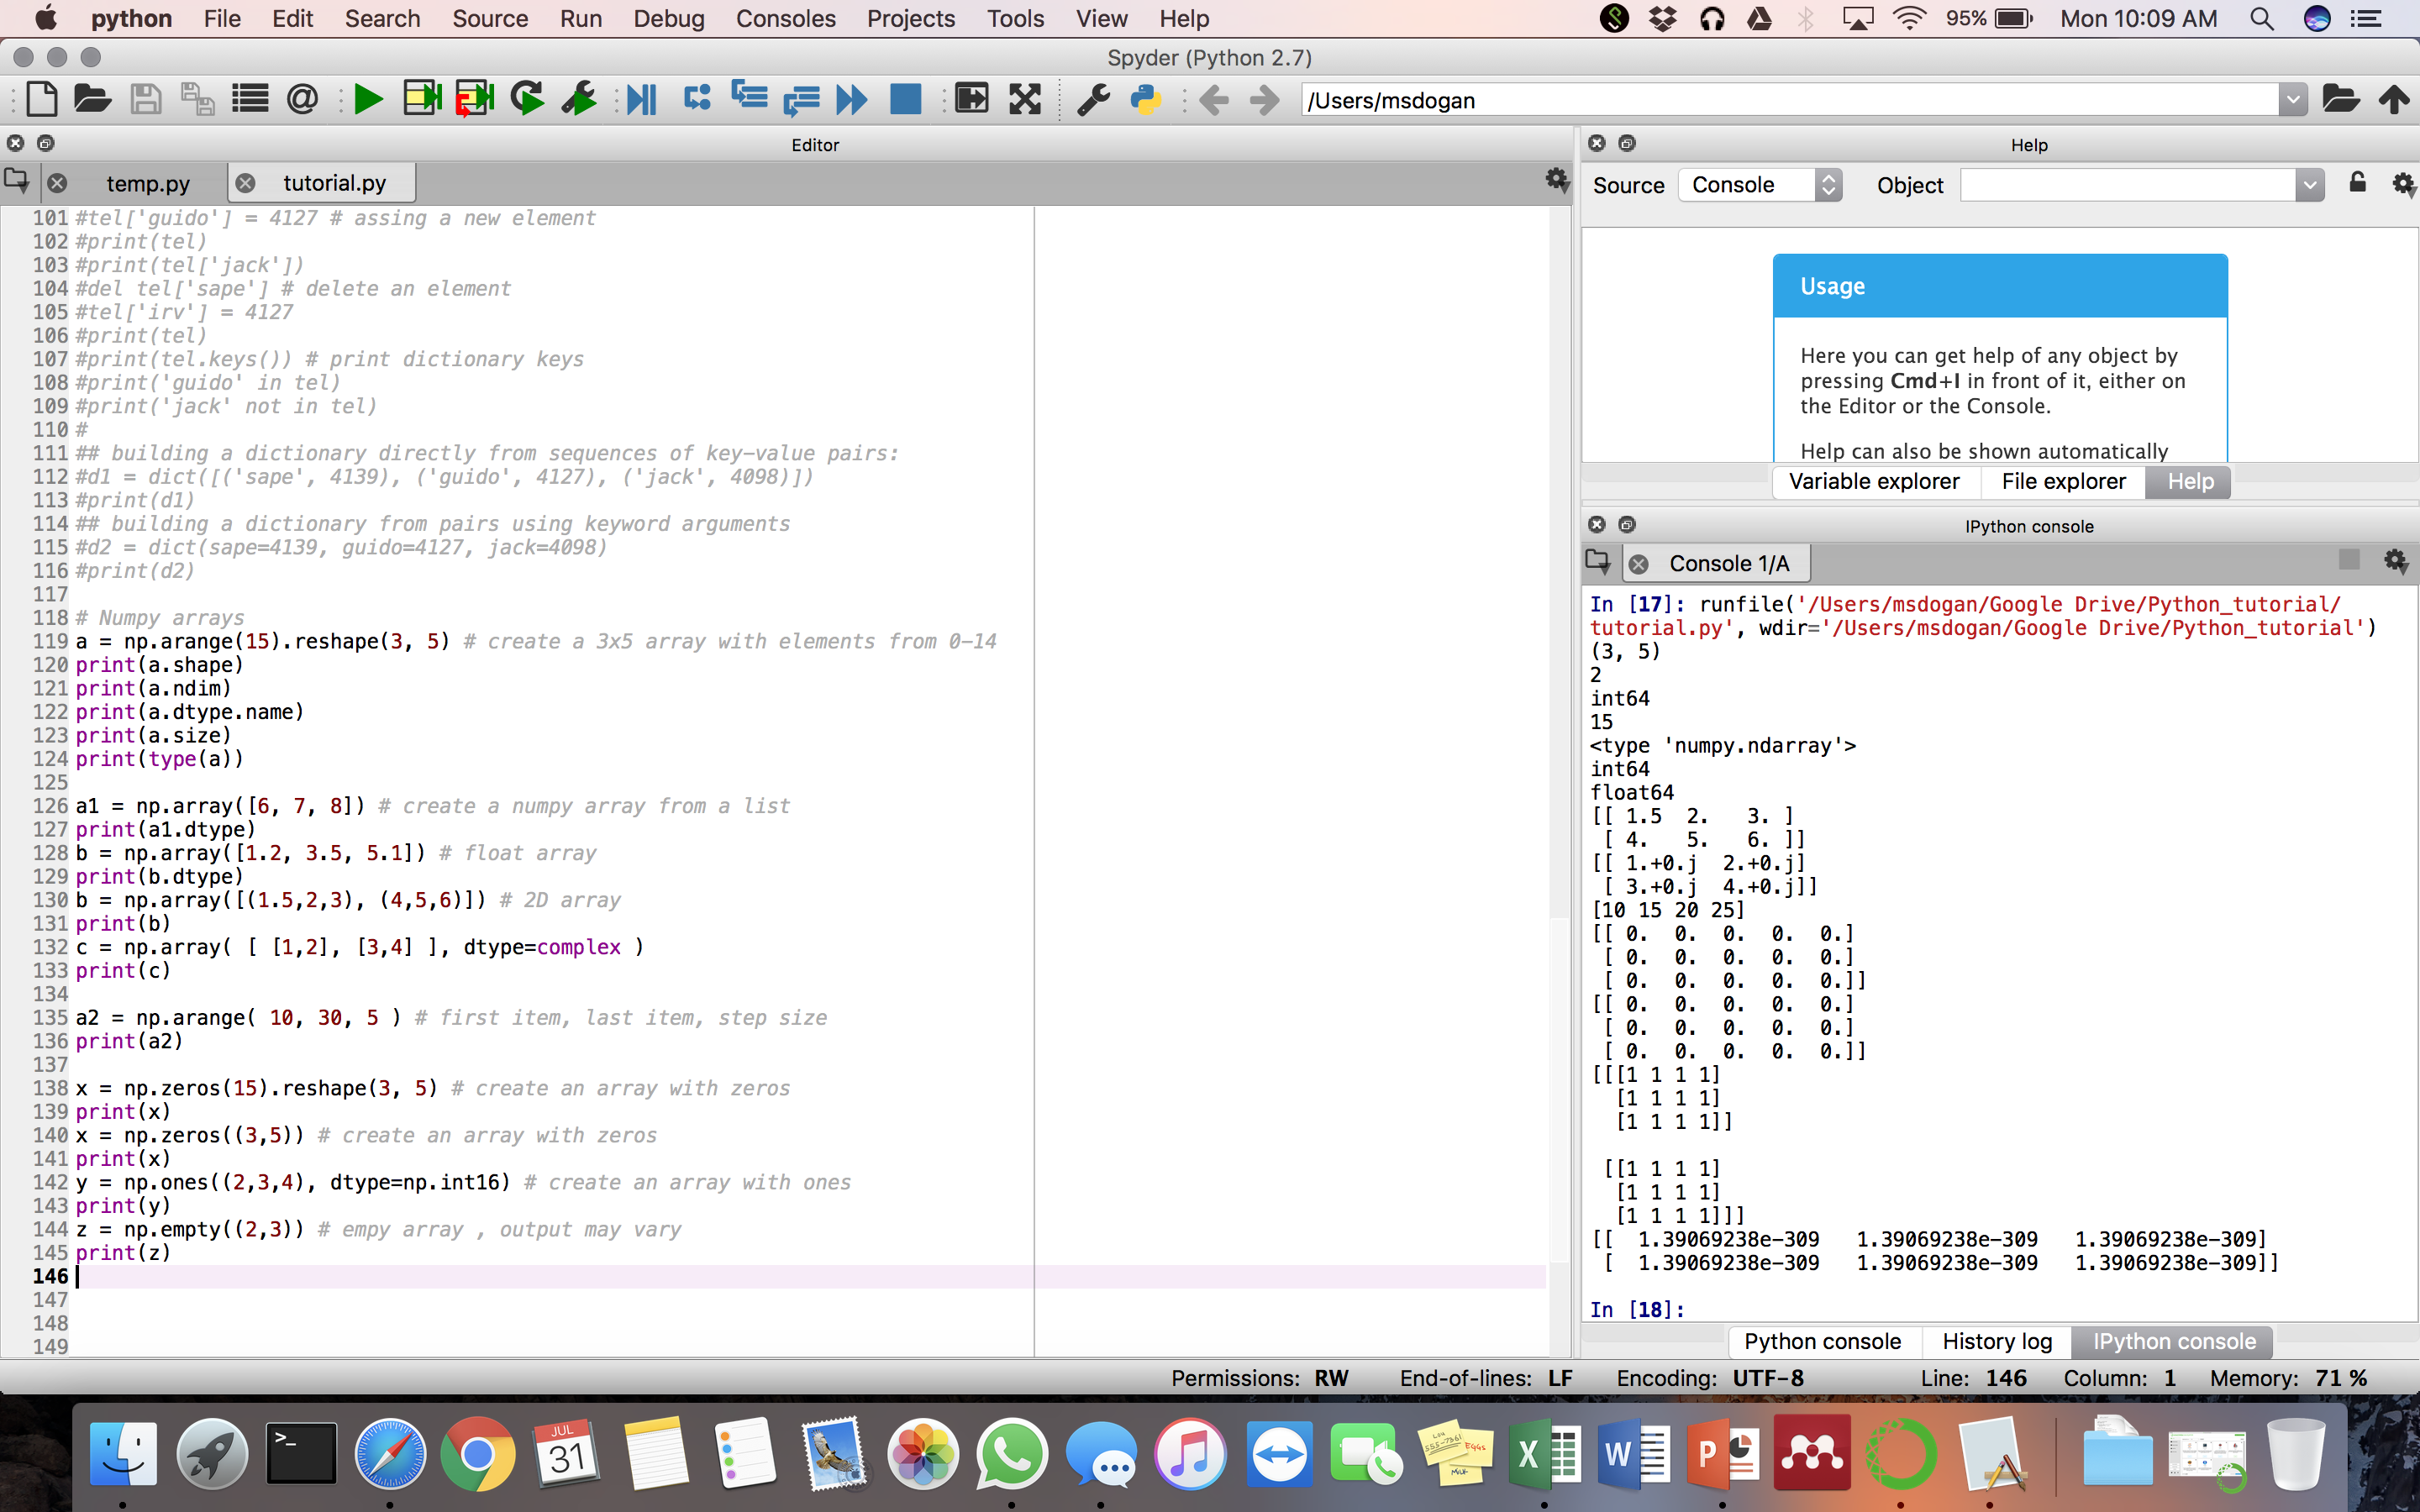 python File Edit Search Source Run Debug Consoles Projects Tools View Help 95% Mon 10:09 AM
Spyder (Python 2.7)
/Users/msdogan
Editor
temp.py tutorial.py
101 #tel['guido'] = 4127 # assing a new element
102 #print(tel)
103 #print(tel['jack'])
104 #del tel['sape'] # delete an element
105 #tel['irv'] = 4127
106 #print(tel)
107 #print(tel.keys()) # print dictionary keys
108 #print('guido' in tel)
109 #print('jack' not in tel)
110 #
111 ## building a dictionary directly from sequences of key-value pairs:
112 #d1 = dict([('sape', 4139), ('guido', 4127), ('jack', 4098)])
113 #print(d1)
114 ## building a dictionary from pairs using keyword arguments
115 #d2 = dict(sape=4139, guido=4127, jack=4098)
116 #print(d2)
117
118 # Numpy arrays
119 a = np.arange(15).reshape(3, 5) # create a 3x5 array with elements from 0-14
120 print(a.shape)
121 print(a.ndim)
122 print(a.dtype.name)
123 print(a.size)
124 print(type(a))
125
126 a1 = np.array([6, 7, 8]) # create a numpy array from a list
127 print(a1.dtype)
128 b = np.array([1.2, 3.5, 5.1]) # float array
129 print(b.dtype)
130 b = np.array([(1.5,2,3), (4,5,6)]) # 2D array
131 print(b)
132 c = np.array( [ [1,2], [3,4] ], dtype=complex )
133 print(c)
134
135 a2 = np.arange( 10, 30, 5 ) # first item, last item, step size
136 print(a2)
137
138 x = np.zeros(15).reshape(3, 5) # create an array with zeros
139 print(x)
140 x = np.zeros((3,5)) # create an array with zeros
141 print(x)
142 y = np.ones((2,3,4), dtype=np.int16) # create an array with ones
143 print(y)
144 z = np.empty((2,3)) # empy array , output may vary
145 print(z)
146
147
148
149
Help
Source Console Object
Usage
Here you can get help of any object by
pressing Cmd+I in front of it, either on
the Editor or the Console.
Help can also be shown automatically
Variable explorer File explorer Help
IPython console
Console 1/A
In [17]: runfile('/Users/msdogan/Google Drive/Python_tutorial/
tutorial.py', wdir='/Users/msdogan/Google Drive/Python_tutorial')
(3, 5)
2
int64
15
<type 'numpy.ndarray'>
int64
float64
[[ 1.5 2. 3. ]
[ 4. 5. 6. ]]
[[ 1.+0.j 2.+0.j]
[ 3.+0.j 4.+0.j]]
[10 15 20 25]
[[ 0. 0. 0. 0. 0.]
[ 0. 0. 0. 0. 0.]
[ 0. 0. 0. 0. 0.]]
[[ 0. 0. 0. 0. 0.]
[ 0. 0. 0. 0. 0.]
[ 0. 0. 0. 0. 0.]]
[[[1 1 1 1]
[1 1 1 1]
[1 1 1 1]]
[[1 1 1 1]
[1 1 1 1]
[1 1 1 1]]]
[[ 1.39069238e-309 1.39069238e-309 1.39069238e-309]
[ 1.39069238e-309 1.39069238e-309 1.39069238e-309]]
In [18]:
Python console History log IPython console
Permissions: RW End-of-lines: LF Encoding: UTF-8 Line: 146 Column: 1 Memory: 71 %
>_
JUL
31
X W P